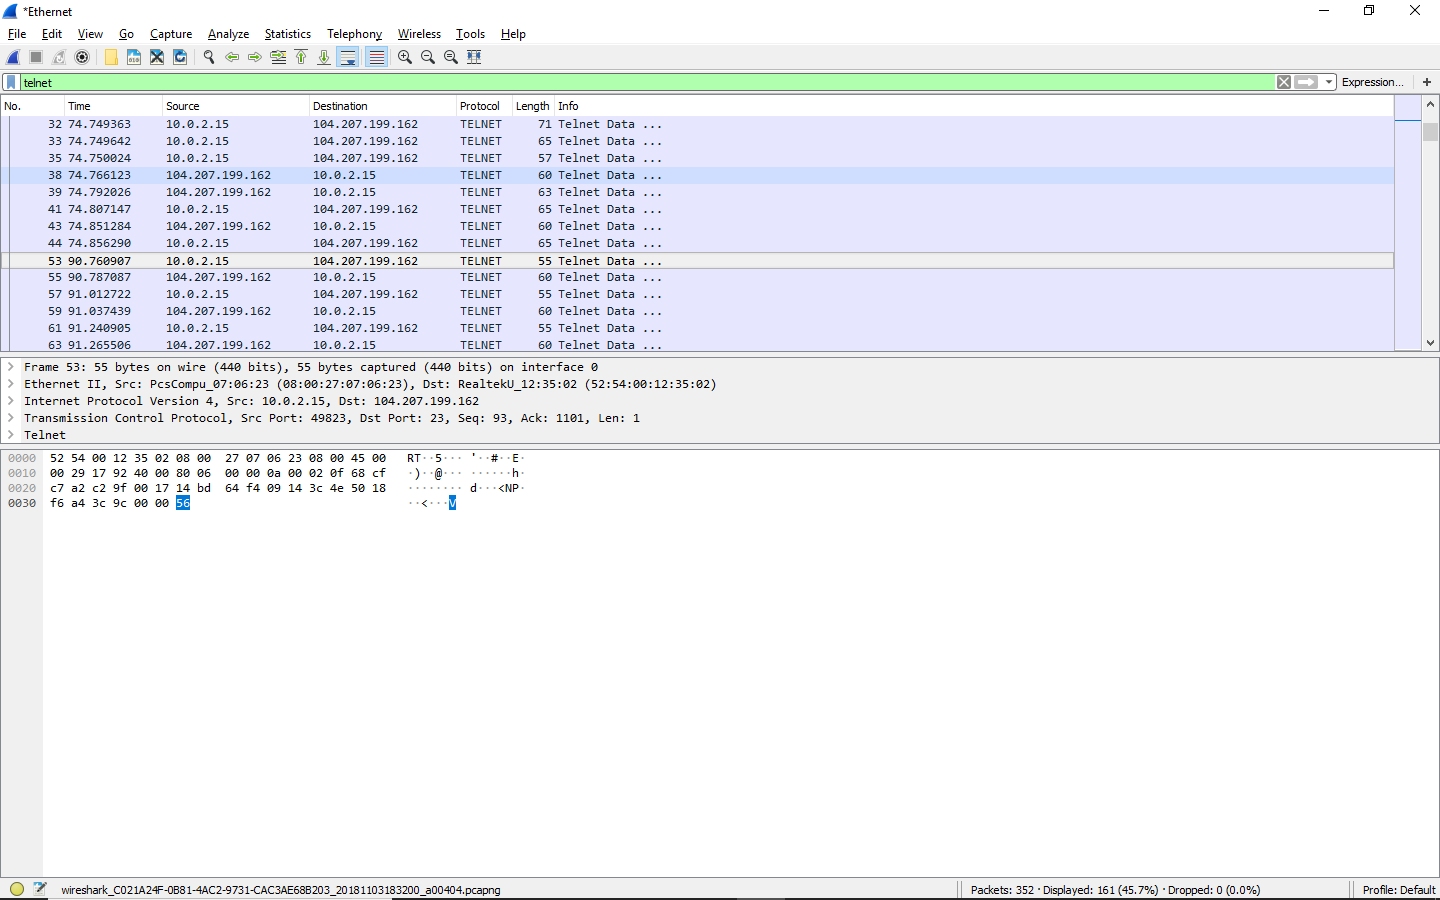 *Ethernet
File Edit View Go Capture Analyze Statistics Telephony Wireless Tools Help
telnet Expression... +
No. Time Source Destination Protocol Length Info
32 74.749363 10.0.2.15 104.207.199.162 TELNET 71 Telnet Data ...
33 74.749642 10.0.2.15 104.207.199.162 TELNET 65 Telnet Data ...
35 74.750024 10.0.2.15 104.207.199.162 TELNET 57 Telnet Data ...
38 74.766123 104.207.199.162 10.0.2.15 TELNET 60 Telnet Data ...
39 74.792026 104.207.199.162 10.0.2.15 TELNET 63 Telnet Data ...
41 74.807147 10.0.2.15 104.207.199.162 TELNET 65 Telnet Data ...
43 74.851284 104.207.199.162 10.0.2.15 TELNET 60 Telnet Data ...
44 74.856290 10.0.2.15 104.207.199.162 TELNET 65 Telnet Data ...
53 90.760907 10.0.2.15 104.207.199.162 TELNET 55 Telnet Data ...
55 90.787087 104.207.199.162 10.0.2.15 TELNET 60 Telnet Data ...
57 91.012722 10.0.2.15 104.207.199.162 TELNET 55 Telnet Data ...
59 91.037439 104.207.199.162 10.0.2.15 TELNET 60 Telnet Data ...
61 91.240905 10.0.2.15 104.207.199.162 TELNET 55 Telnet Data ...
63 91.265506 104.207.199.162 10.0.2.15 TELNET 60 Telnet Data ...
Frame 53: 55 bytes on wire (440 bits), 55 bytes captured (440 bits) on interface 0
Ethernet II, Src: PcsCompu_07:06:23 (08:00:27:07:06:23), Dst: RealtekU_12:35:02 (52:54:00:12:35:02)
Internet Protocol Version 4, Src: 10.0.2.15, Dst: 104.207.199.162
Transmission Control Protocol, Src Port: 49823, Dst Port: 23, Seq: 93, Ack: 1101, Len: 1
Telnet
0000 52 54 00 12 35 02 08 00 27 07 06 23 08 00 45 00 RT··5··· '··#··E·
0010 00 29 17 92 40 00 80 06 00 00 0a 00 02 0f 68 cf ·)··@··· ······h·
0020 c7 a2 c2 9f 00 17 14 bd 64 f4 09 14 3c 4e 50 18 ········ d···<NP·
0030 f6 a4 3c 9c 00 00 56 ··<···V
wireshark_C021A24F-0B81-4AC2-9731-CAC3AE68B203_20181103183200_a00404.pcapng Packets: 352 · Displayed: 161 (45.7%) · Dropped: 0 (0.0%) Profile: Default